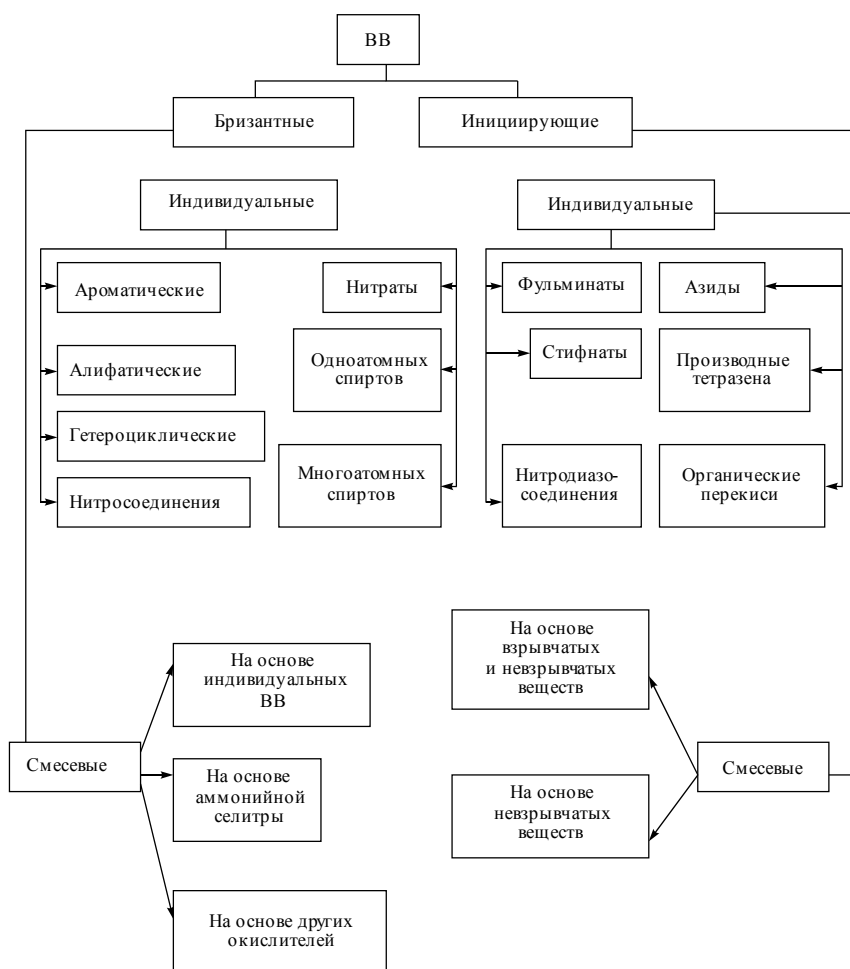 ВВ
Бризантные
Инициирующие
Индивидуальные
Индивидуальные
Ароматические
Нитраты
Фульминаты
Азиды
Алифатические
Одноатомных
спиртов
Стифнаты
Производные
тетразена
Гетероциклические
Нитросоединения
Многоатомных
спиртов
Нитродиазо-
соединения
Органические
перекиси
На основе
индивидуальных
ВВ
На основе
взрывчатых
и невзрывчатых
веществ
Смесевые
На основе
аммонийной
селитры
На основе
невзрывчатых
веществ
Смесевые
На основе других
окислителей